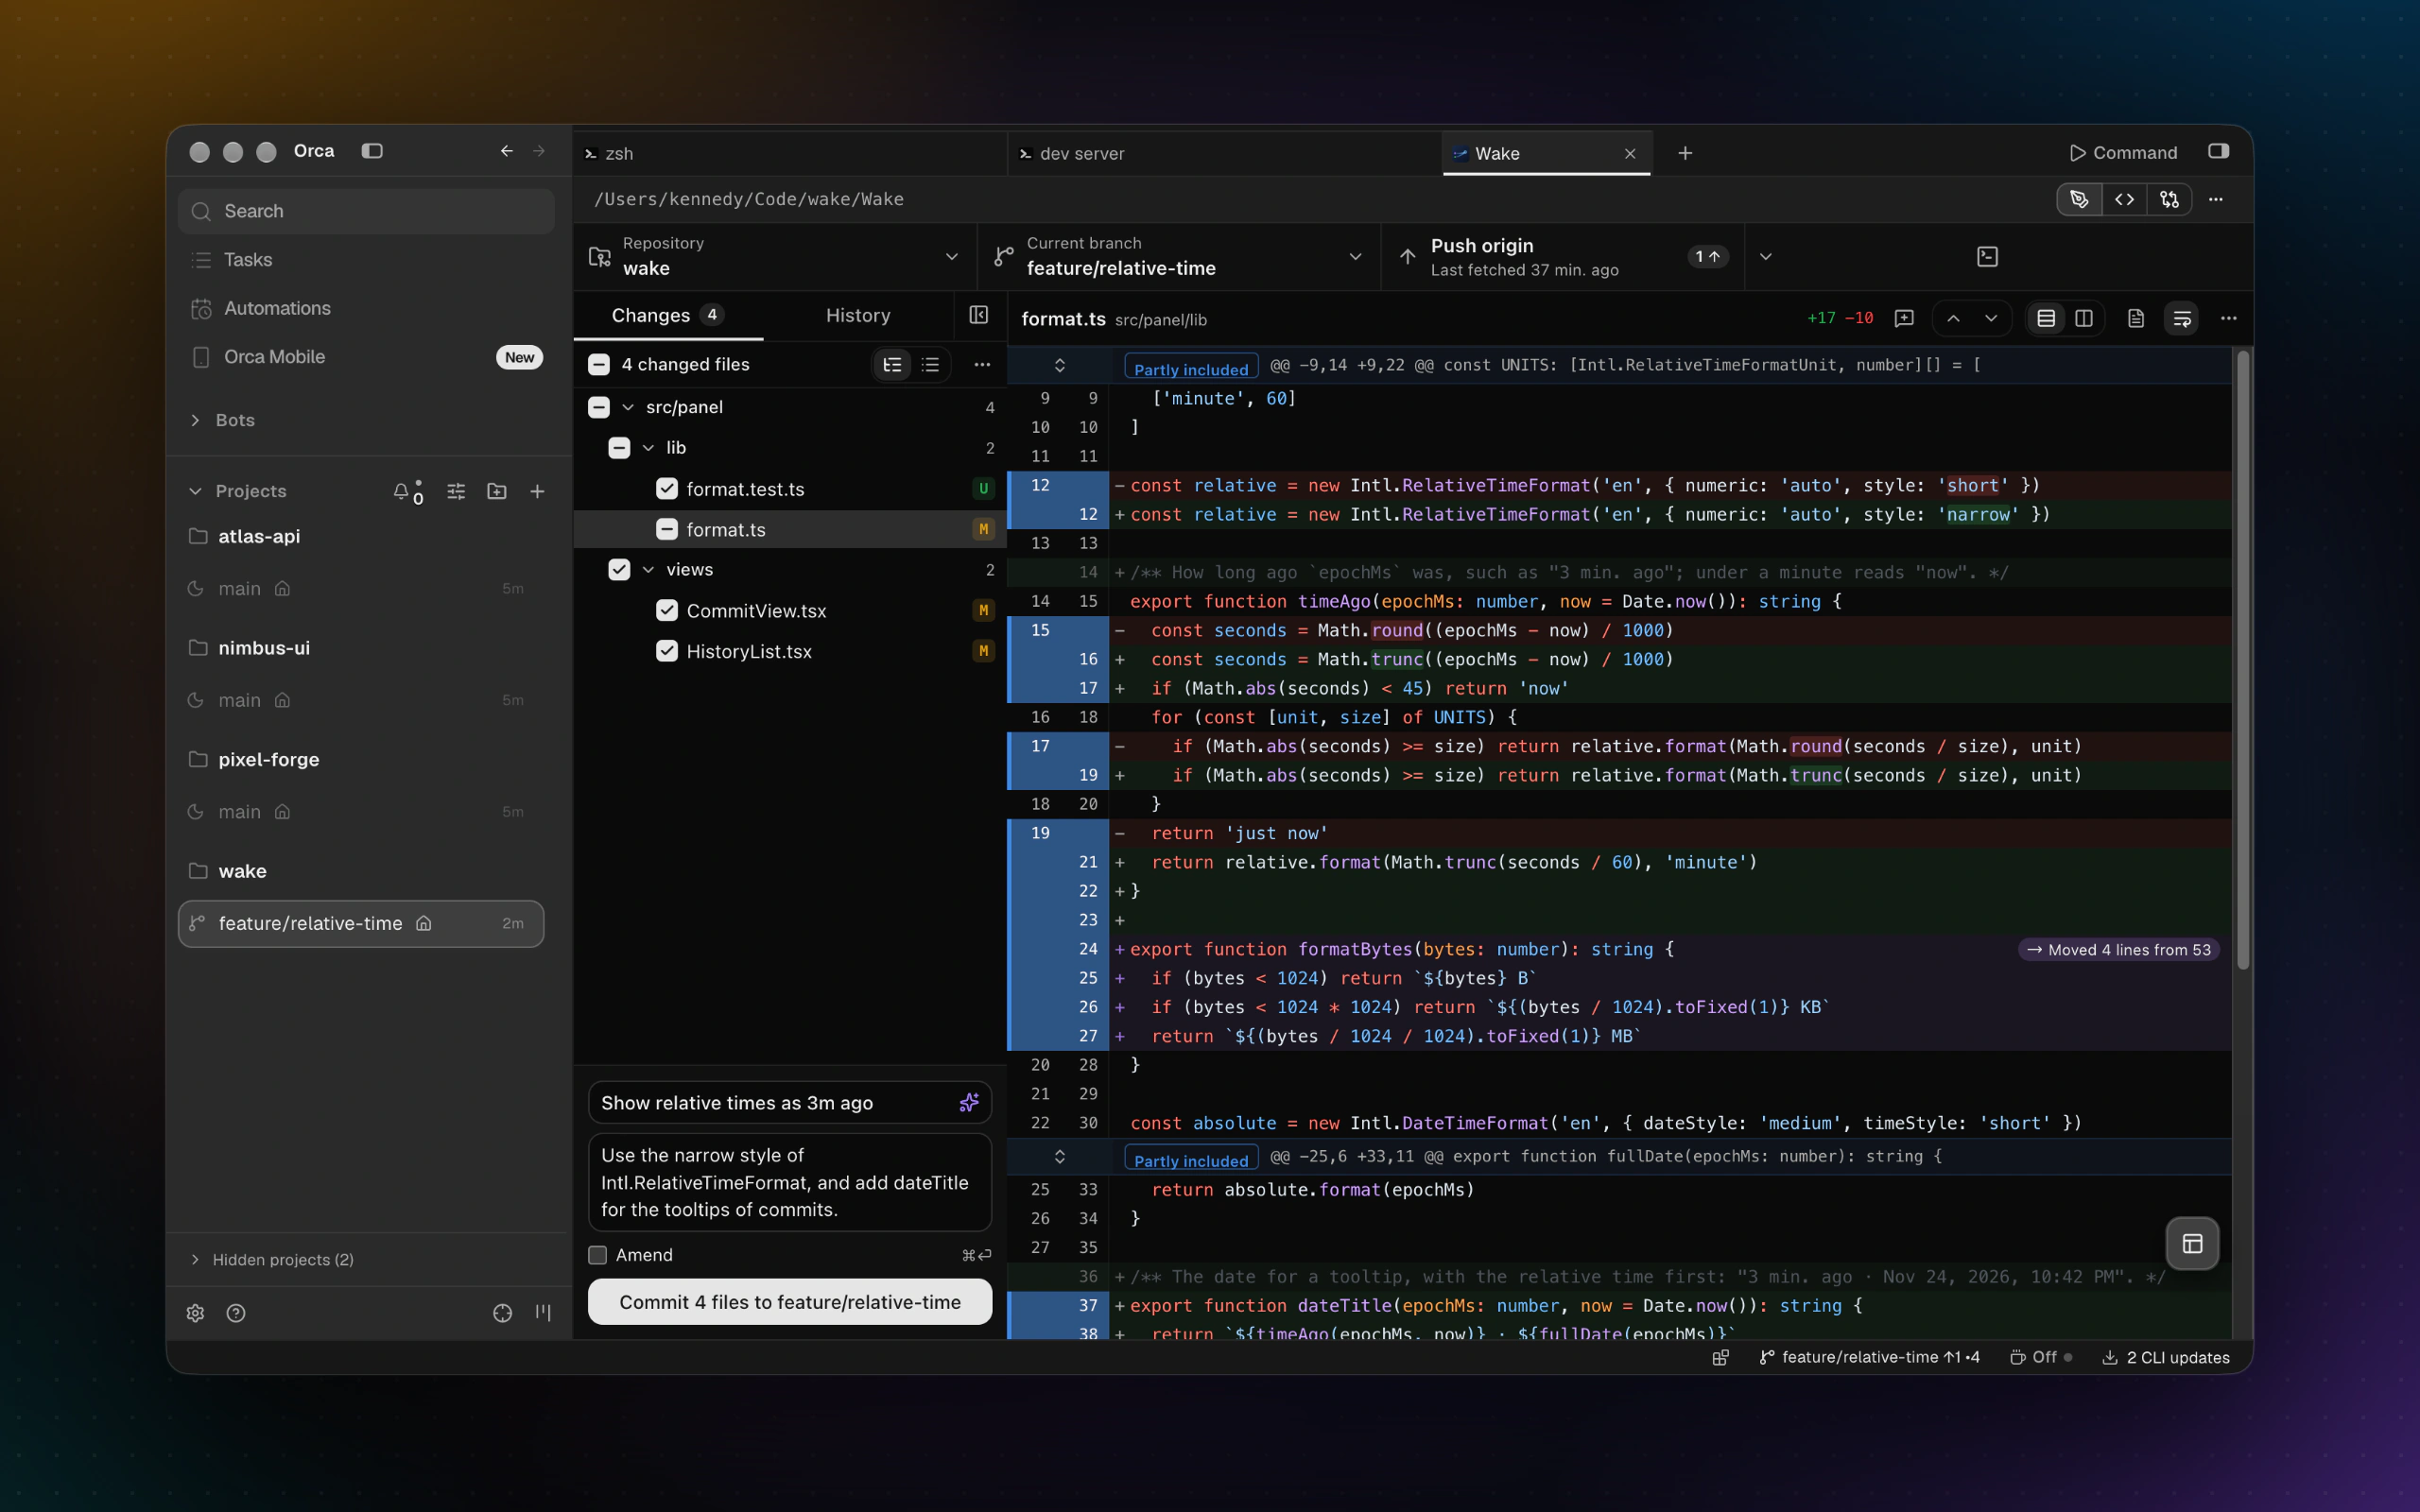 Orca
Search
Tasks
Automations
Orca Mobile New
Bots
Projects 0
atlas-api
main 5m
nimbus-ui
main 5m
pixel-forge
main 5m
wake
feature/relative-time 2m
Hidden projects (2)
zsh
dev server
Wake
Command
/Users/kennedy/Code/wake/Wake
Repository
wake
Current branch
feature/relative-time
Push origin
Last fetched 37 min. ago
1↑
Changes 4
History
4 changed files
src/panel 4
lib 2
format.test.ts U
format.ts M
views 2
CommitView.tsx M
HistoryList.tsx M
Show relative times as 3m ago
Use the narrow style of
Intl.RelativeTimeFormat, and add dateTitle
for the tooltips of commits.
Amend ⌘⏎
Commit 4 files to feature/relative-time
format.ts src/panel/lib
+17 −10
Partly included @@ −9,14 +9,22 @@ const UNITS: [Intl.RelativeTimeFormatUnit, number][] = [
9 9 ['minute', 60]
10 10 ]
11 11
12 −const relative = new Intl.RelativeTimeFormat('en', { numeric: 'auto', style: 'short' })
12 +const relative = new Intl.RelativeTimeFormat('en', { numeric: 'auto', style: 'narrow' })
13 13
14 +/** How long ago `epochMs` was, such as "3 min. ago"; under a minute reads "now". */
14 15 export function timeAgo(epochMs: number, now = Date.now()): string {
15 − const seconds = Math.round((epochMs − now) / 1000)
16 + const seconds = Math.trunc((epochMs − now) / 1000)
17 + if (Math.abs(seconds) < 45) return 'now'
16 18 for (const [unit, size] of UNITS) {
17 − if (Math.abs(seconds) >= size) return relative.format(Math.round(seconds / size), unit)
19 + if (Math.abs(seconds) >= size) return relative.format(Math.trunc(seconds / size), unit)
18 20 }
19 − return 'just now'
21 + return relative.format(Math.trunc(seconds / 60), 'minute')
22 +}
23 +
24 +export function formatBytes(bytes: number): string { → Moved 4 lines from 53
25 + if (bytes < 1024) return `${bytes} B`
26 + if (bytes < 1024 * 1024) return `${(bytes / 1024).toFixed(1)} KB`
27 + return `${(bytes / 1024 / 1024).toFixed(1)} MB`
20 28 }
21 29
22 30 const absolute = new Intl.DateTimeFormat('en', { dateStyle: 'medium', timeStyle: 'short' })
Partly included @@ −25,6 +33,11 @@ export function fullDate(epochMs: number): string {
25 33 return absolute.format(epochMs)
26 34 }
27 35
36 +/** The date for a tooltip, with the relative time first: "3 min. ago · Nov 24, 2026, 10:42 PM". */
37 +export function dateTitle(epochMs: number, now = Date.now()): string {
38 + return `${timeAgo(epochMs, now)} · ${fullDate(epochMs)}`
feature/relative-time ↑1 •4
Off
2 CLI updates